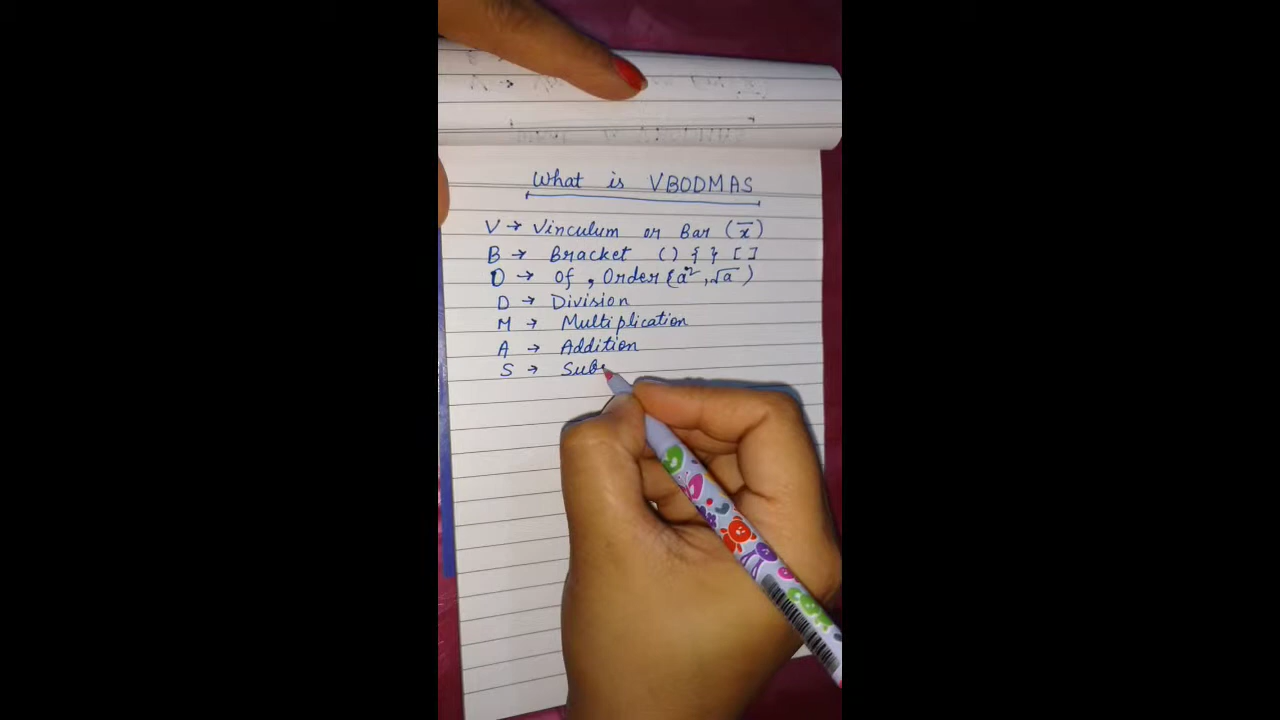 What is VBODMAS
V → Vinculum or Bar (x̅)
B → Bracket () { } [ ]
O → Of , Order {a², √a )
D → Division
M → Multiplication
A → Addition
S → Sub